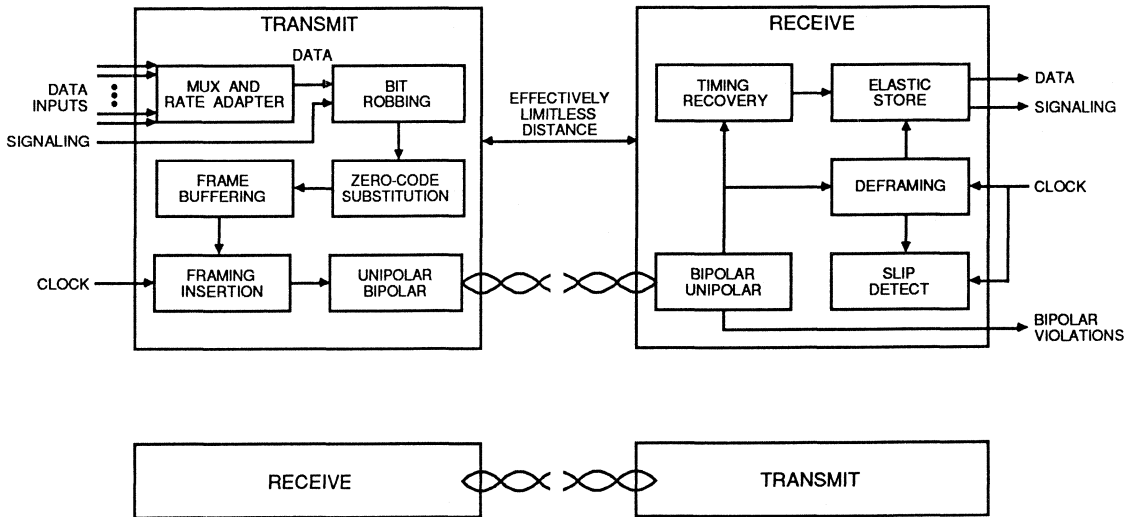 TRANSMIT
RECEIVE
DATA
INPUTS
SIGNALING
CLOCK
MUX AND
RATE ADAPTER
DATA
BIT
ROBBING
FRAME
BUFFERING
ZERO-CODE
SUBSTITUTION
FRAMING
INSERTION
UNIPOLAR
BIPOLAR
EFFECTIVELY
LIMITLESS
DISTANCE
TIMING
RECOVERY
ELASTIC
STORE
DEFRAMING
BIPOLAR
UNIPOLAR
SLIP
DETECT
DATA
SIGNALING
CLOCK
BIPOLAR
VIOLATIONS
RECEIVE
TRANSMIT